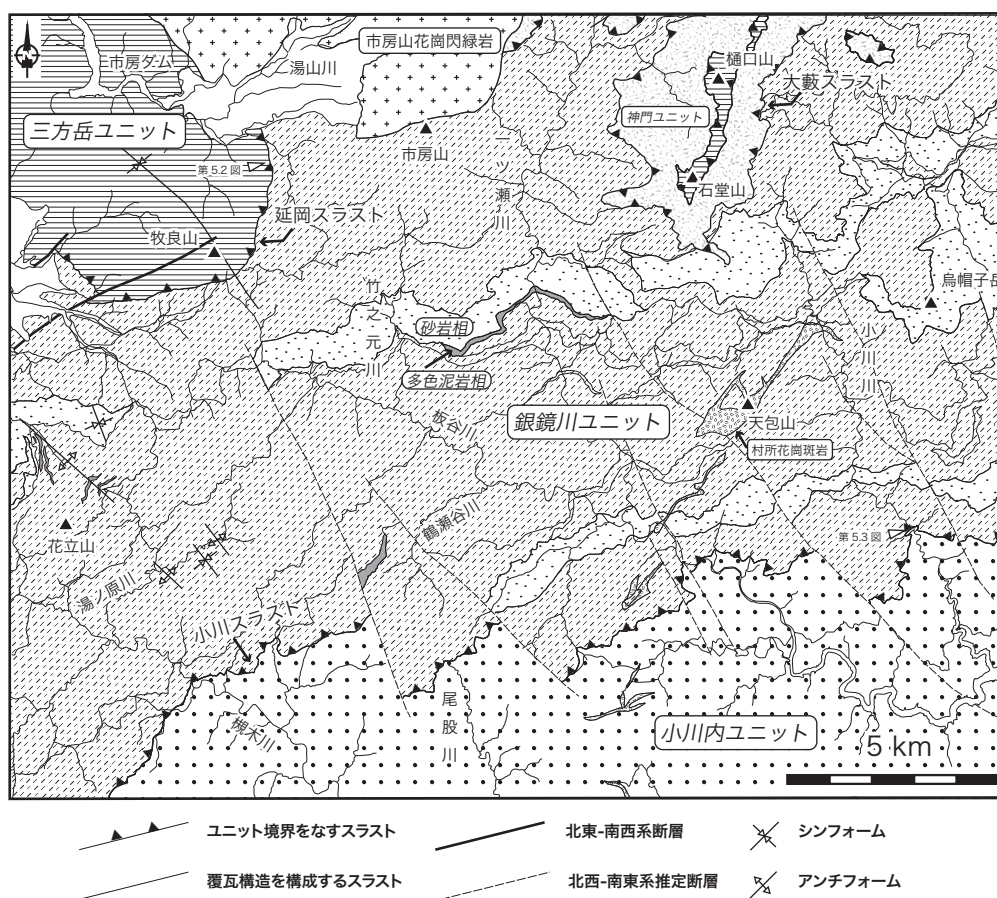 市房山花崗閃緑岩
湯山川
市房ダム
三樋口山
大藪スラスト
神門ユニット
三方岳ユニット
市房山
一ツ瀬川
第5.2図
石堂山
延岡スラスト
牧良山
烏帽子岳
竹之元川
砂岩相
小川川
多色泥岩相
銀鏡川ユニット
天包山
板谷川
村所花崗斑岩
鶴瀬谷川
第5.3図
花立山
湯ノ原川
小川スラスト
尾股川
槻木川
小川内ユニット
5 km
ユニット境界をなすスラスト
北東-南西系断層
シンフォーム
覆瓦構造を構成するスラスト
北西-南東系推定断層
アンチフォーム